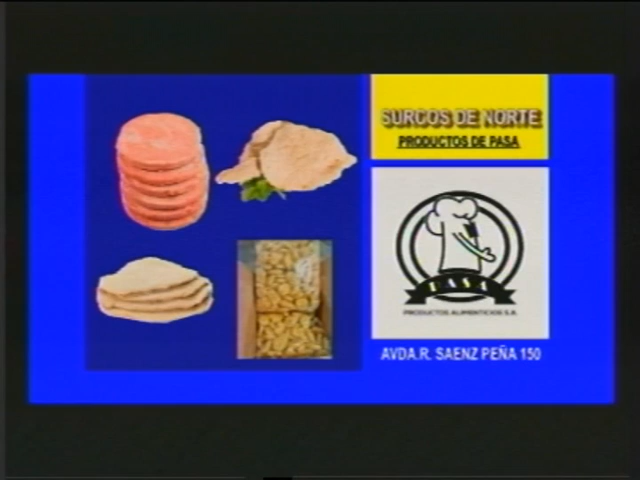 SURCOS DE NORTE
PRODUCTOS DE PASA
PASA
PRODUCTOS ALIMENTICIOS S.A.
AVDA.R. SAENZ PEÑA 150